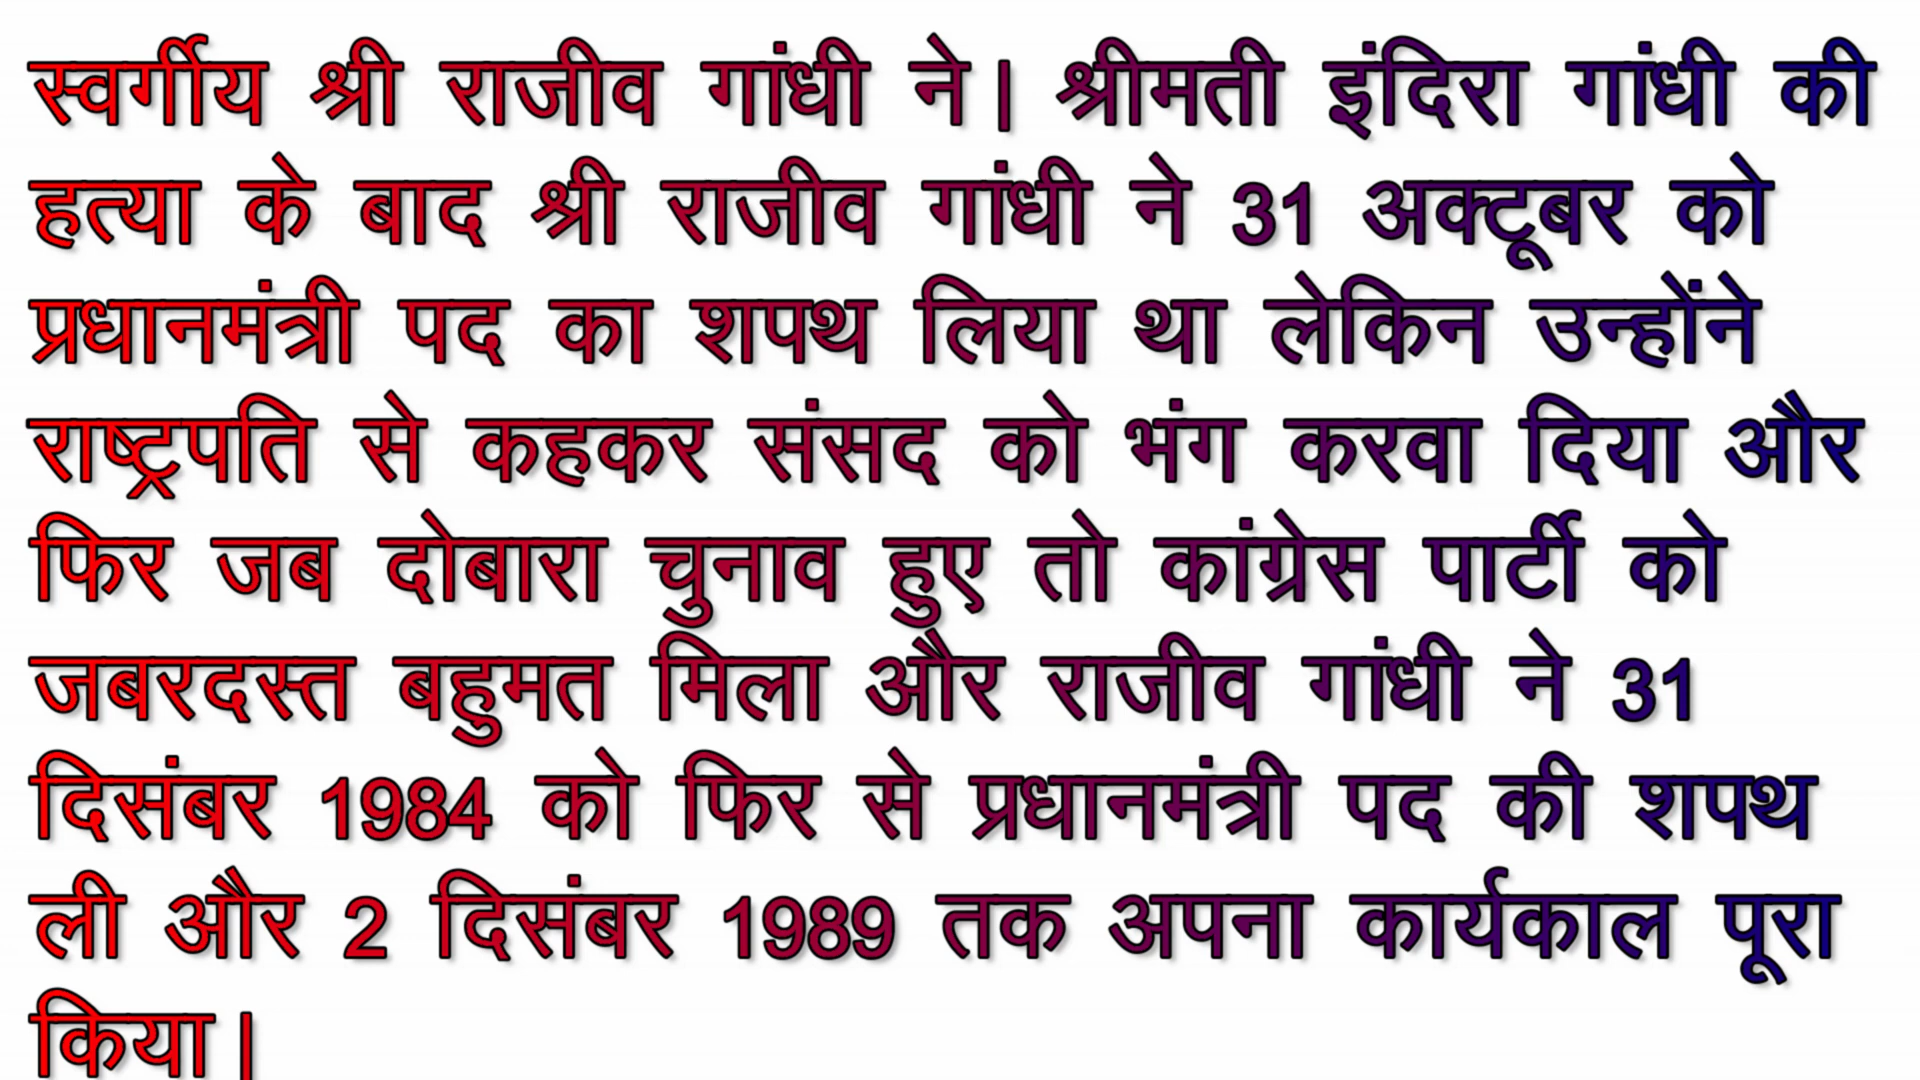 स्वर्गीय श्री राजीव गांधी ने। श्रीमती इंदिरा गांधी की
हत्या के बाद श्री राजीव गांधी ने 31 अक्टूबर को
प्रधानमंत्री पद का शपथ लिया था लेकिन उन्होंने
राष्ट्रपति से कहकर संसद को भंग करवा दिया और
फिर जब दोबारा चुनाव हुए तो कांग्रेस पार्टी को
जबरदस्त बहुमत मिला और राजीव गांधी ने 31
दिसंबर 1984 को फिर से प्रधानमंत्री पद की शपथ
ली और 2 दिसंबर 1989 तक अपना कार्यकाल पूरा
किया।